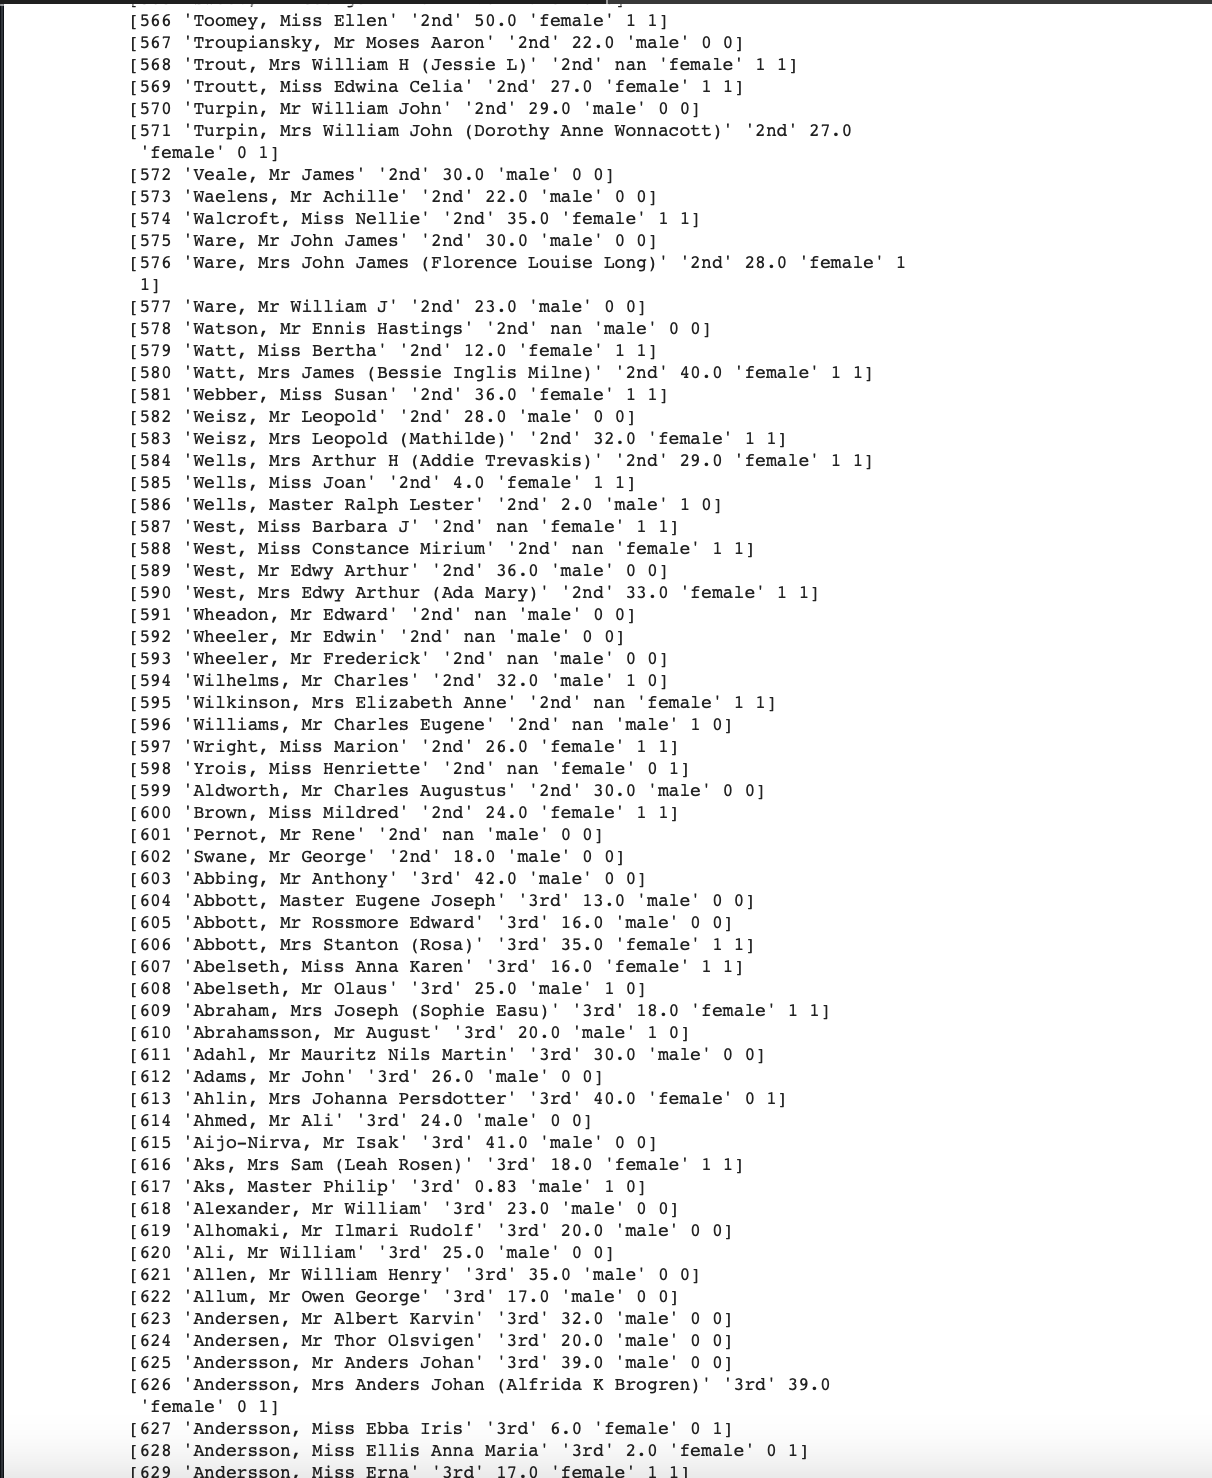 [566 'Toomey, Miss Ellen' '2nd' 50.0 'female' 1 1]
[567 'Troupiansky, Mr Moses Aaron' '2nd' 22.0 'male' 0 0]
[568 'Trout, Mrs William H (Jessie L)' '2nd' nan 'female' 1 1]
[569 'Troutt, Miss Edwina Celia' '2nd' 27.0 'female' 1 1]
[570 'Turpin, Mr William John' '2nd' 29.0 'male' 0 0]
[571 'Turpin, Mrs William John (Dorothy Anne Wonnacott)' '2nd' 27.0
'female' 0 1]
[572 'Veale, Mr James' '2nd' 30.0 'male' 0 0]
[573 'Waelens, Mr Achille' '2nd' 22.0 'male' 0 0]
[574 'Walcroft, Miss Nellie' '2nd' 35.0 'female' 1 1]
[575 'Ware, Mr John James' '2nd' 30.0 'male' 0 0]
[576 'Ware, Mrs John James (Florence Louise Long)' '2nd' 28.0 'female' 1
1]
[577 'Ware, Mr William J' '2nd' 23.0 'male' 0 0]
[578 'Watson, Mr Ennis Hastings' '2nd' nan 'male' 0 0]
[579 'Watt, Miss Bertha' '2nd' 12.0 'female' 1 1]
[580 'Watt, Mrs James (Bessie Inglis Milne)' '2nd' 40.0 'female' 1 1]
[581 'Webber, Miss Susan' '2nd' 36.0 'female' 1 1]
[582 'Weisz, Mr Leopold' '2nd' 28.0 'male' 0 0]
[583 'Weisz, Mrs Leopold (Mathilde)' '2nd' 32.0 'female' 1 1]
[584 'Wells, Mrs Arthur H (Addie Trevaskis)' '2nd' 29.0 'female' 1 1]
[585 'Wells, Miss Joan' '2nd' 4.0 'female' 1 1]
[586 'Wells, Master Ralph Lester' '2nd' 2.0 'male' 1 0]
[587 'West, Miss Barbara J' '2nd' nan 'female' 1 1]
[588 'West, Miss Constance Mirium' '2nd' nan 'female' 1 1]
[589 'West, Mr Edwy Arthur' '2nd' 36.0 'male' 0 0]
[590 'West, Mrs Edwy Arthur (Ada Mary)' '2nd' 33.0 'female' 1 1]
[591 'Wheadon, Mr Edward' '2nd' nan 'male' 0 0]
[592 'Wheeler, Mr Edwin' '2nd' nan 'male' 0 0]
[593 'Wheeler, Mr Frederick' '2nd' nan 'male' 0 0]
[594 'Wilhelms, Mr Charles' '2nd' 32.0 'male' 1 0]
[595 'Wilkinson, Mrs Elizabeth Anne' '2nd' nan 'female' 1 1]
[596 'Williams, Mr Charles Eugene' '2nd' nan 'male' 1 0]
[597 'Wright, Miss Marion' '2nd' 26.0 'female' 1 1]
[598 'Yrois, Miss Henriette' '2nd' nan 'female' 0 1]
[599 'Aldworth, Mr Charles Augustus' '2nd' 30.0 'male' 0 0]
[600 'Brown, Miss Mildred' '2nd' 24.0 'female' 1 1]
[601 'Pernot, Mr Rene' '2nd' nan 'male' 0 0]
[602 'Swane, Mr George' '2nd' 18.0 'male' 0 0]
[603 'Abbing, Mr Anthony' '3rd' 42.0 'male' 0 0]
[604 'Abbott, Master Eugene Joseph' '3rd' 13.0 'male' 0 0]
[605 'Abbott, Mr Rossmore Edward' '3rd' 16.0 'male' 0 0]
[606 'Abbott, Mrs Stanton (Rosa)' '3rd' 35.0 'female' 1 1]
[607 'Abelseth, Miss Anna Karen' '3rd' 16.0 'female' 1 1]
[608 'Abelseth, Mr Olaus' '3rd' 25.0 'male' 1 0]
[609 'Abraham, Mrs Joseph (Sophie Easu)' '3rd' 18.0 'female' 1 1]
[610 'Abrahamsson, Mr August' '3rd' 20.0 'male' 1 0]
[611 'Adahl, Mr Mauritz Nils Martin' '3rd' 30.0 'male' 0 0]
[612 'Adams, Mr John' '3rd' 26.0 'male' 0 0]
[613 'Ahlin, Mrs Johanna Persdotter' '3rd' 40.0 'female' 0 1]
[614 'Ahmed, Mr Ali' '3rd' 24.0 'male' 0 0]
[615 'Aijo-Nirva, Mr Isak' '3rd' 41.0 'male' 0 0]
[616 'Aks, Mrs Sam (Leah Rosen)' '3rd' 18.0 'female' 1 1]
[617 'Aks, Master Philip' '3rd' 0.83 'male' 1 0]
[618 'Alexander, Mr William' '3rd' 23.0 'male' 0 0]
[619 'Alhomaki, Mr Ilmari Rudolf' '3rd' 20.0 'male' 0 0]
[620 'Ali, Mr William' '3rd' 25.0 'male' 0 0]
[621 'Allen, Mr William Henry' '3rd' 35.0 'male' 0 0]
[622 'Allum, Mr Owen George' '3rd' 17.0 'male' 0 0]
[623 'Andersen, Mr Albert Karvin' '3rd' 32.0 'male' 0 0]
[624 'Andersen, Mr Thor Olsvigen' '3rd' 20.0 'male' 0 0]
[625 'Andersson, Mr Anders Johan' '3rd' 39.0 'male' 0 0]
[626 'Andersson, Mrs Anders Johan (Alfrida K Brogren)' '3rd' 39.0
'female' 0 1]
[627 'Andersson, Miss Ebba Iris' '3rd' 6.0 'female' 0 1]
[628 'Andersson, Miss Ellis Anna Maria' '3rd' 2.0 'female' 0 1]
[629 'Andersson, Miss Erna' '3rd' 17.0 'female' 1 1]